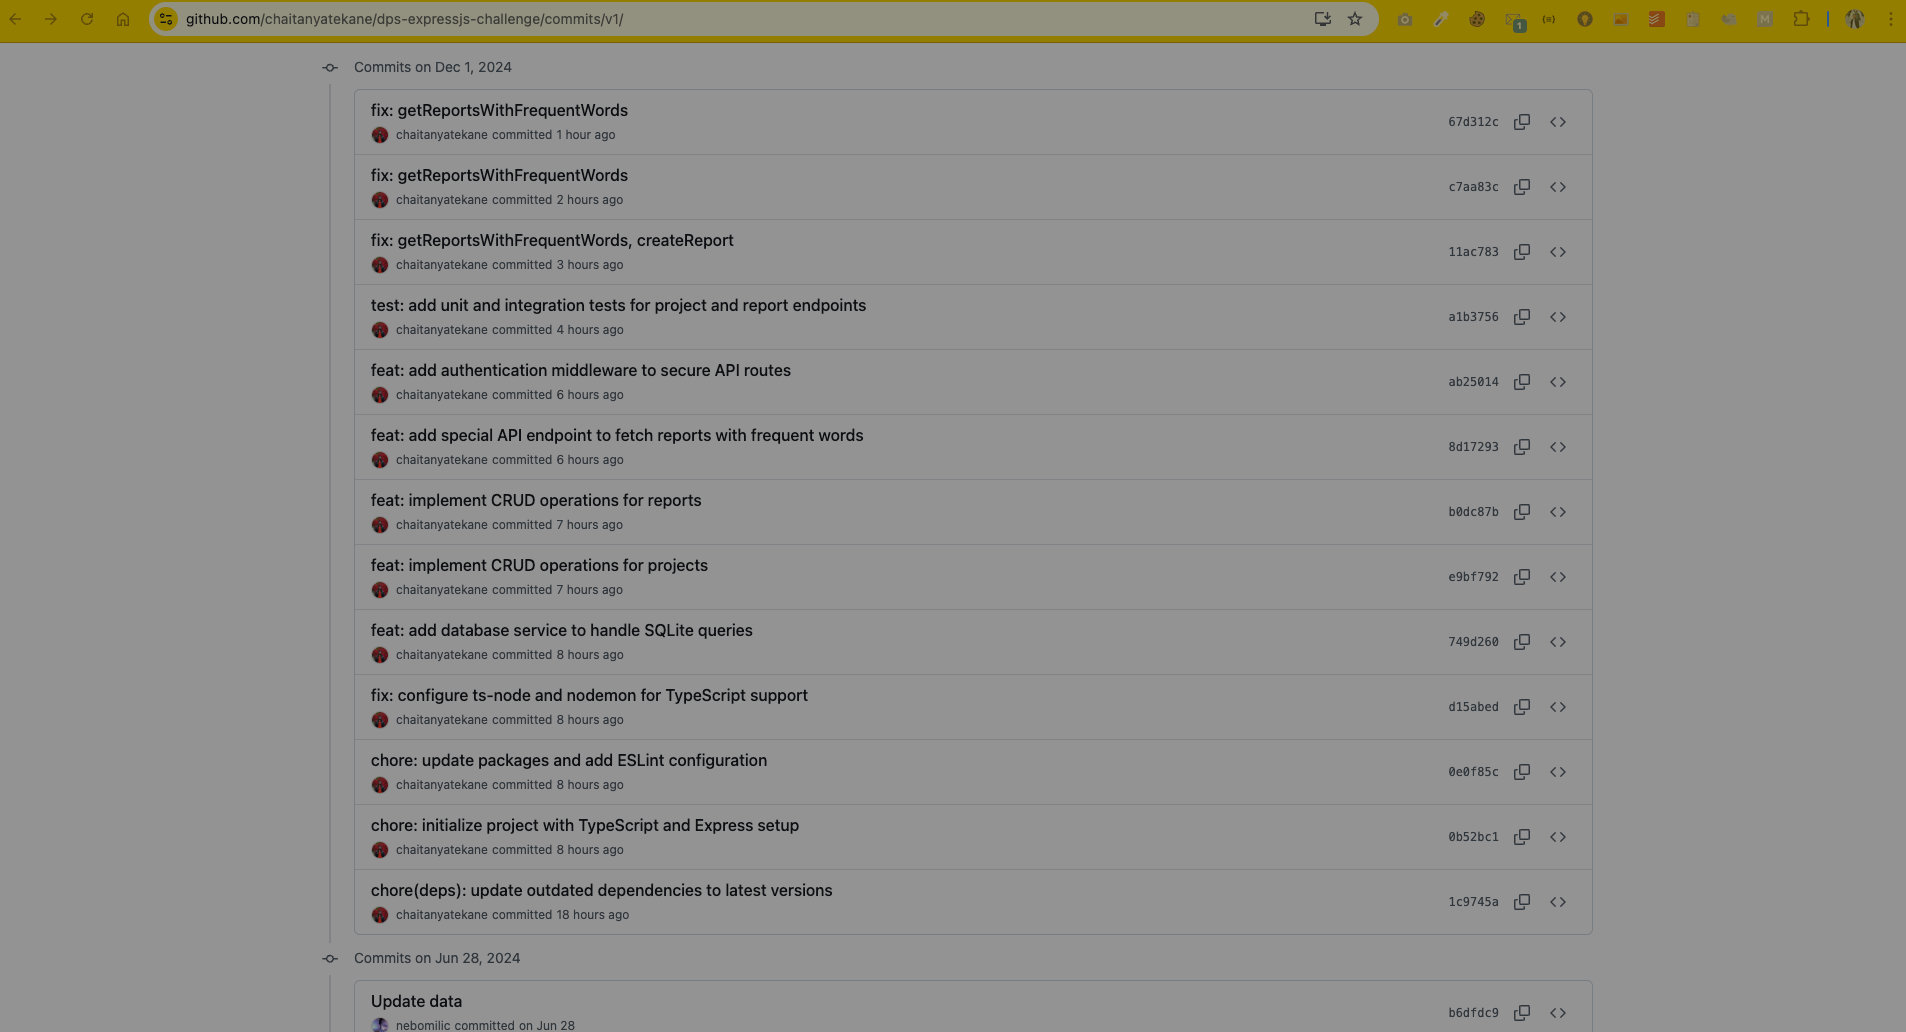 github.com/chaitanyatekane/dps-expressjs-challenge/commits/v1/
1
M
Commits on Dec 1, 2024
fix: getReportsWithFrequentWords
chaitanyatekane committed 1 hour ago
67d312c
fix: getReportsWithFrequentWords
chaitanyatekane committed 2 hours ago
c7aa83c
fix: getReportsWithFrequentWords, createReport
chaitanyatekane committed 3 hours ago
11ac783
test: add unit and integration tests for project and report endpoints
chaitanyatekane committed 4 hours ago
a1b3756
feat: add authentication middleware to secure API routes
chaitanyatekane committed 6 hours ago
ab25014
feat: add special API endpoint to fetch reports with frequent words
chaitanyatekane committed 6 hours ago
8d17293
feat: implement CRUD operations for reports
chaitanyatekane committed 7 hours ago
b0dc87b
feat: implement CRUD operations for projects
chaitanyatekane committed 7 hours ago
e9bf792
feat: add database service to handle SQLite queries
chaitanyatekane committed 8 hours ago
749d260
fix: configure ts-node and nodemon for TypeScript support
chaitanyatekane committed 8 hours ago
d15abed
chore: update packages and add ESLint configuration
chaitanyatekane committed 8 hours ago
0e0f85c
chore: initialize project with TypeScript and Express setup
chaitanyatekane committed 8 hours ago
0b52bc1
chore(deps): update outdated dependencies to latest versions
chaitanyatekane committed 18 hours ago
1c9745a
Commits on Jun 28, 2024
Update data
nebomilic committed on Jun 28
b6dfdc9